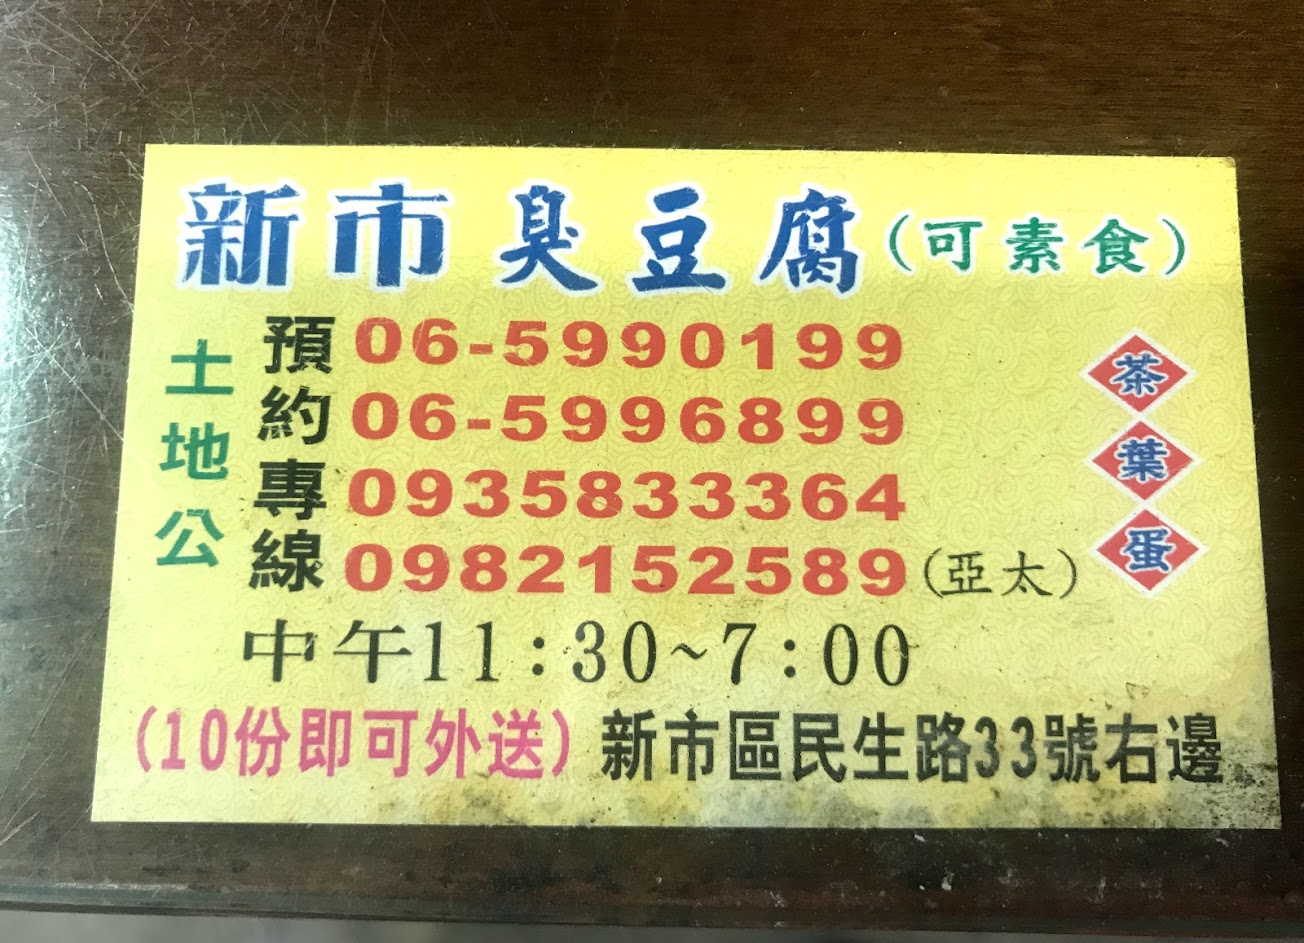 新市臭豆腐(可素食)
土地公
預約專線
06-5990199
06-5996899
0935833364
0982152589(亞太)
茶葉蛋
中午11:30~7:00
(10份即可外送)新市區民生路33號右邊